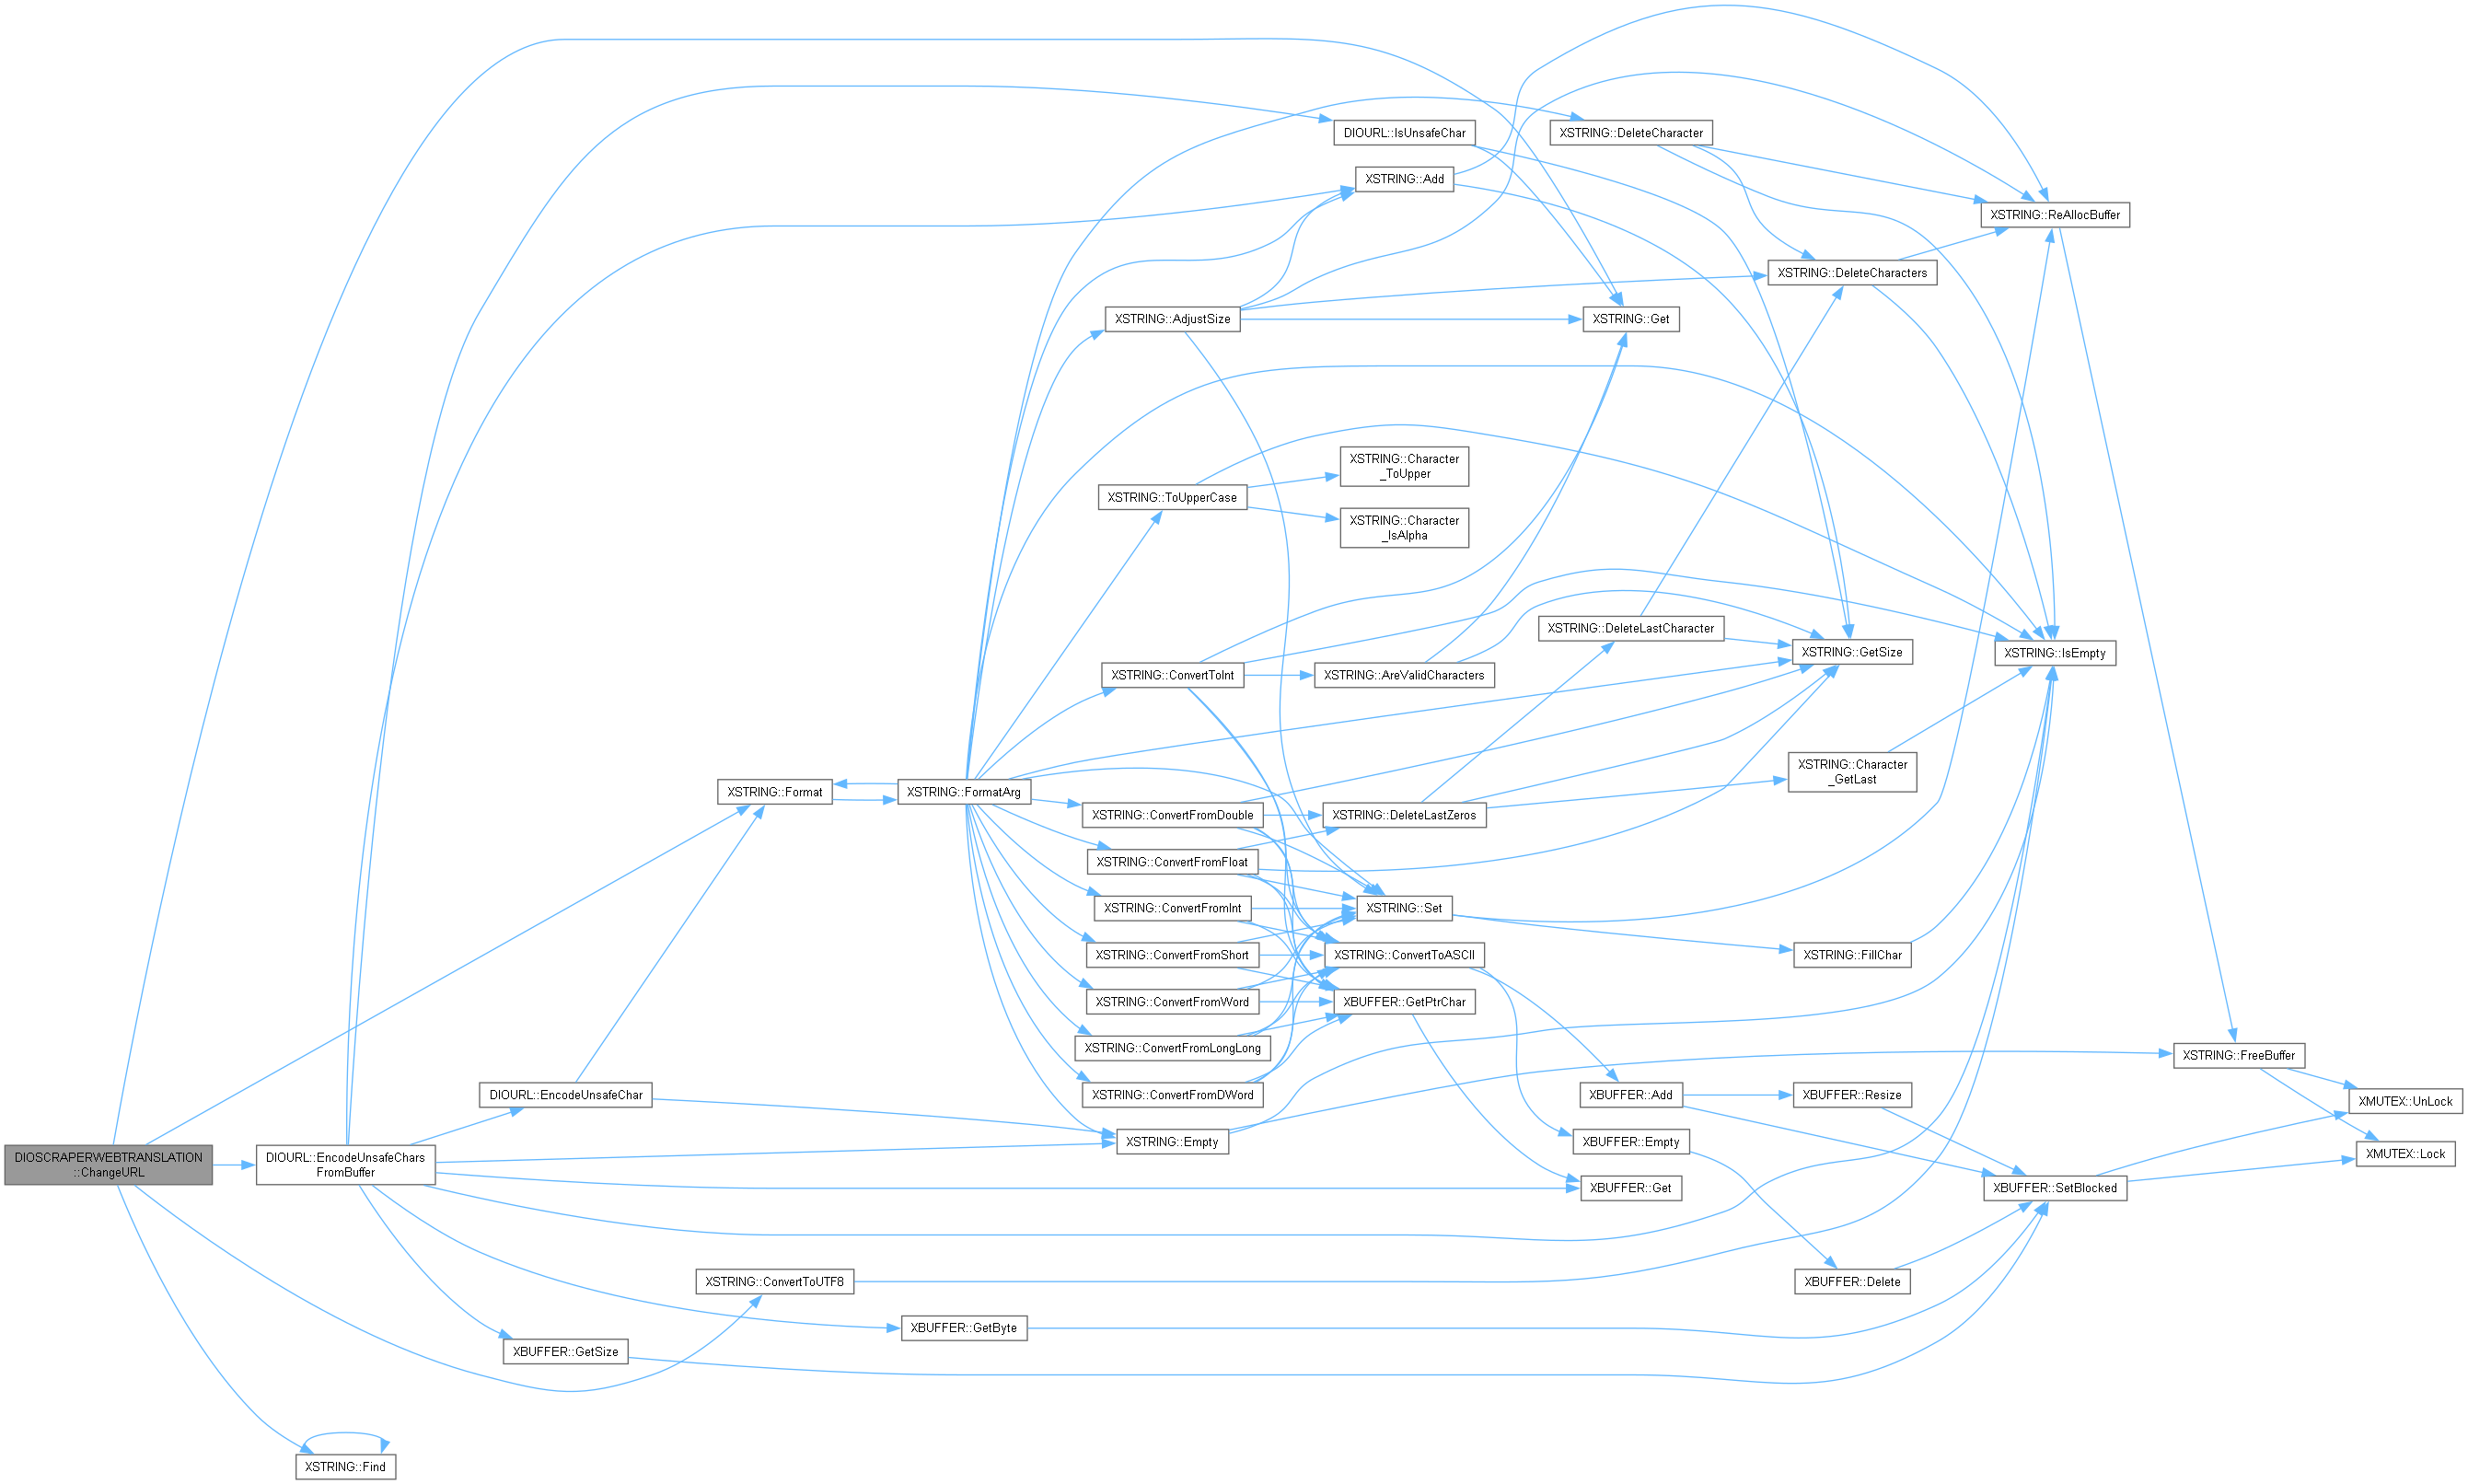 DIOSCRAPERWEBTRANSLATION
::ChangeURL
DIOURL::EncodeUnsafeChars
FromBuffer
XSTRING::Find
DIOURL::EncodeUnsafeChar
XBUFFER::GetSize
XSTRING::Format
XSTRING::ConvertToUTF8
XSTRING::FormatArg
XBUFFER::GetByte
XSTRING::AdjustSize
XSTRING::ToUpperCase
XSTRING::ConvertToInt
XSTRING::ConvertFromDouble
XSTRING::ConvertFromFloat
XSTRING::ConvertFromInt
XSTRING::ConvertFromShort
XSTRING::ConvertFromWord
XSTRING::ConvertFromLongLong
XSTRING::ConvertFromDWord
XSTRING::Empty
DIOURL::IsUnsafeChar
XSTRING::Add
XSTRING::Character
_ToUpper
XSTRING::Character
_IsAlpha
XSTRING::AreValidCharacters
XSTRING::DeleteLastZeros
XSTRING::Set
XSTRING::ConvertToASCII
XBUFFER::GetPtrChar
XSTRING::DeleteCharacter
XSTRING::Get
XSTRING::DeleteLastCharacter
XBUFFER::Add
XBUFFER::Empty
XBUFFER::Get
XSTRING::DeleteCharacters
XSTRING::GetSize
XSTRING::Character
_GetLast
XSTRING::FillChar
XBUFFER::Resize
XBUFFER::Delete
XSTRING::ReAllocBuffer
XSTRING::IsEmpty
XBUFFER::SetBlocked
XSTRING::FreeBuffer
XMUTEX::UnLock
XMUTEX::Lock